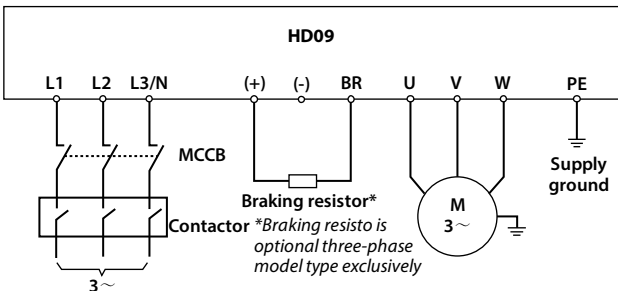 HD09
L1 L2 L3/N (+) (-) BR U V W PE
MCCB
Supply
ground
Braking resistor*
M
3~
Contactor
*Braking resisto is
optional three-phase
model type exclusively
3~